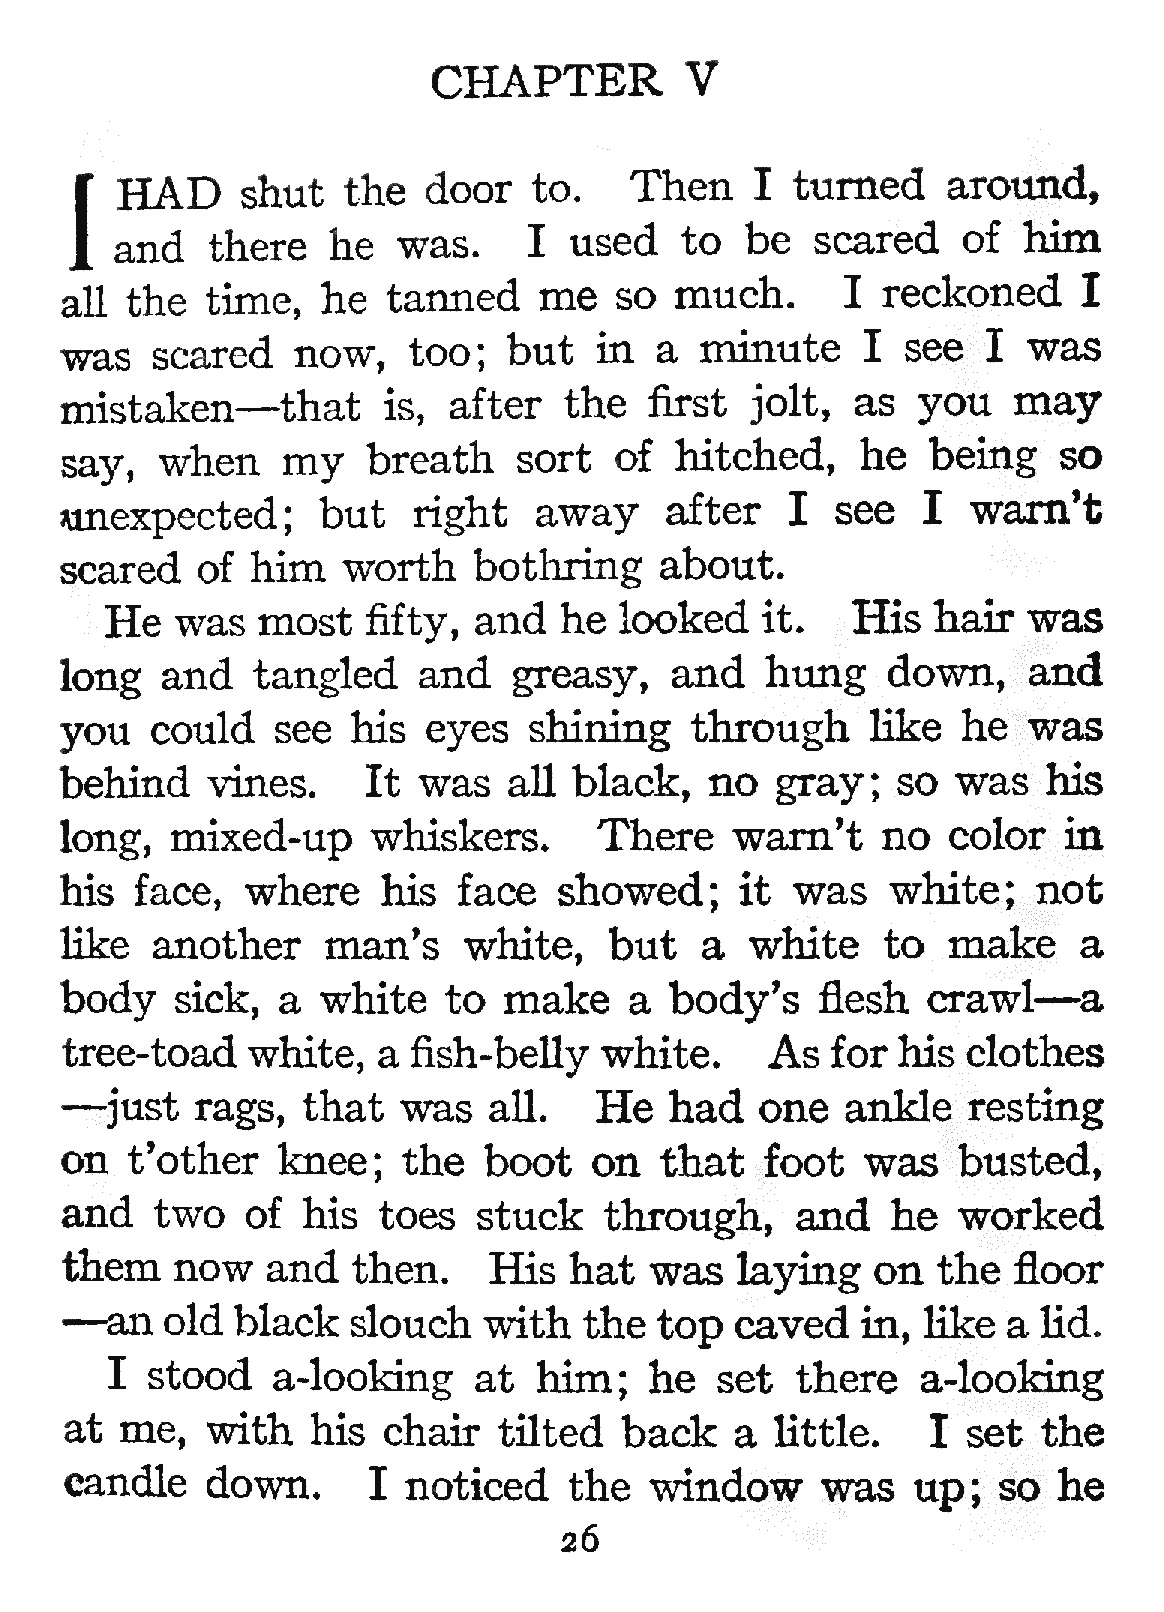 CHAPTER V
I HAD shut the door to. Then I turned around,
and there he was. I used to be scared of him
all the time, he tanned me so much. I reckoned I
was scared now, too; but in a minute I see I was
mistaken—that is, after the first jolt, as you may
say, when my breath sort of hitched, he being so
unexpected; but right away after I see I warn't
scared of him worth bothring about.
He was most fifty, and he looked it. His hair was
long and tangled and greasy, and hung down, and
you could see his eyes shining through like he was
behind vines. It was all black, no gray; so was his
long, mixed-up whiskers. There warn't no color in
his face, where his face showed; it was white; not
like another man's white, but a white to make a
body sick, a white to make a body's flesh crawl—a
tree-toad white, a fish-belly white. As for his clothes
—just rags, that was all. He had one ankle resting
on t'other knee; the boot on that foot was busted,
and two of his toes stuck through, and he worked
them now and then. His hat was laying on the floor
—an old black slouch with the top caved in, like a lid.
I stood a-looking at him; he set there a-looking
at me, with his chair tilted back a little. I set the
candle down. I noticed the window was up; so he
26